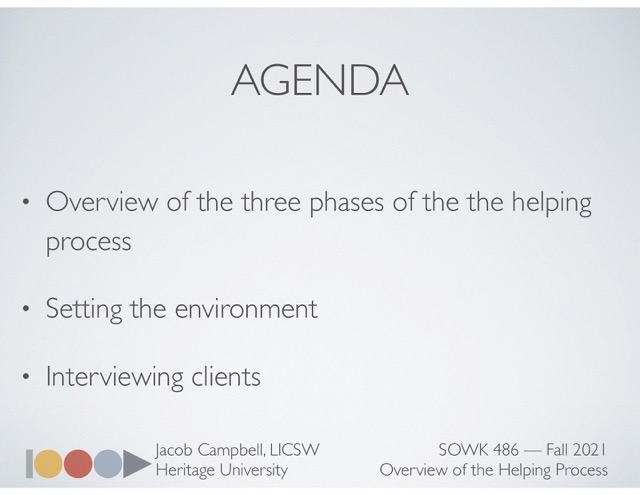 AGENDA
• Overview of the three phases of the the helping
process
• Setting the environment
• Interviewing clients
Jacob Campbell, LICSW
Heritage University
SOWK 486 — Fall 2021
Overview of the Helping Process